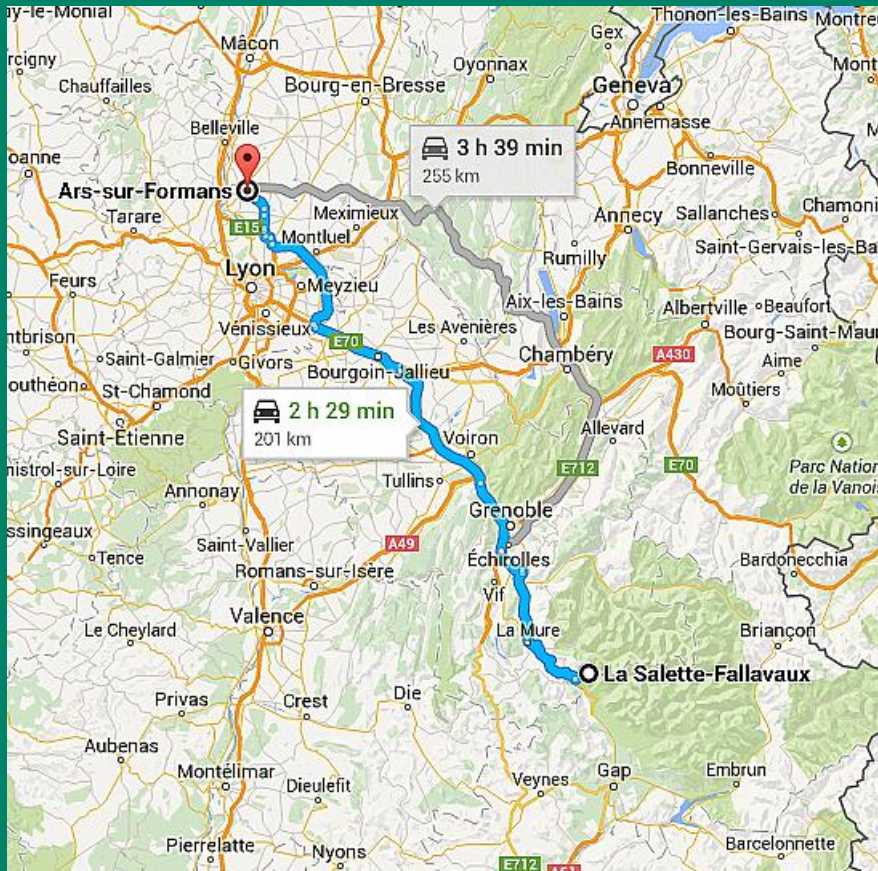 ay-le-Monial
Thonon-les-Bains
Montreu
Mâcon
Gex
rcigny
Oyonnax
Mont
Chauffailles
Bourg-en-Bresse
Geneva
Annemasse
Belleville
oanne
3 h 39 min
255 km
Bonneville
Ars-sur-Formans
Tarare
Meximieux
Annecy
Sallanches
Chamoni
E15
Montluel
Rumilly
Saint-Gervais-les-Ba
Feurs
Lyon
Meyzieu
Aix-les-Bains
Albertville
Beaufort
ntbrison
Vénissieux
Les Avenières
Bourg-Saint-Mau
E70
Saint-Galmier
Givors
Bourgoin-Jallieu
Chambéry
A430
Aime
outhéon
St-Chamond
Moûtiers
2 h 29 min
201 km
Saint-Étienne
Voiron
Allevard
E712
E70
Parc Nation
de la Vanois
nistrol-sur-Loire
Annonay
Tullins
Grenoble
ssingeaux
Saint-Vallier
A49
Tence
Échirolles
Bardonecchia
Romans-sur-Isère
Vif
Valence
La Mure
Le Cheylard
Briançon
La Salette-Fallavaux
Privas
Crest
Die
Aubenas
Montélimar
Dieulefit
Veynes
Gap
Embrun
Pierrelatte
Nyons
Barcelonnette
E712
A51